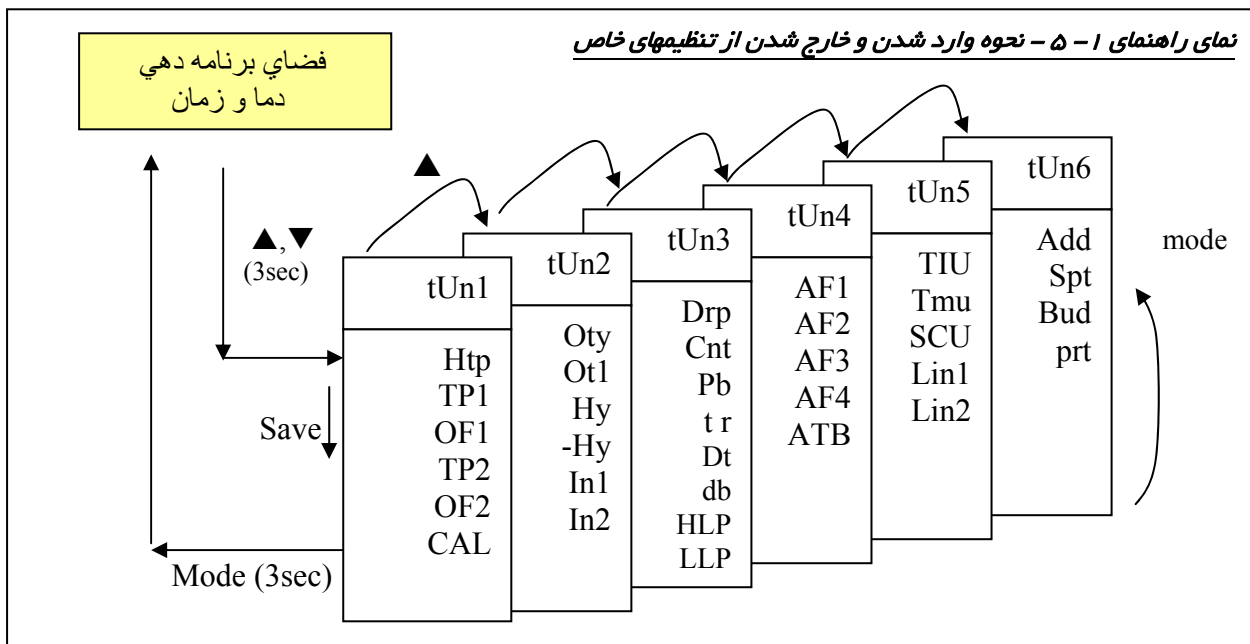 نمای راهنمای ۱ – ۵ – نحوه وارد شدن و خارج شدن از تنظیمهای خاص
فضاي برنامه دهي
دما و زمان
▲
▲,▼
(3sec)
Save
Mode (3sec)
tUn1
Htp
TP1
OF1
TP2
OF2
CAL
tUn2
Oty
Ot1
Hy
-Hy
In1
In2
tUn3
Drp
Cnt
Pb
t r
Dt
db
HLP
LLP
tUn4
AF1
AF2
AF3
AF4
ATB
tUn5
TIU
Tmu
SCU
Lin1
Lin2
tUn6
Add
Spt
Bud
prt
mode